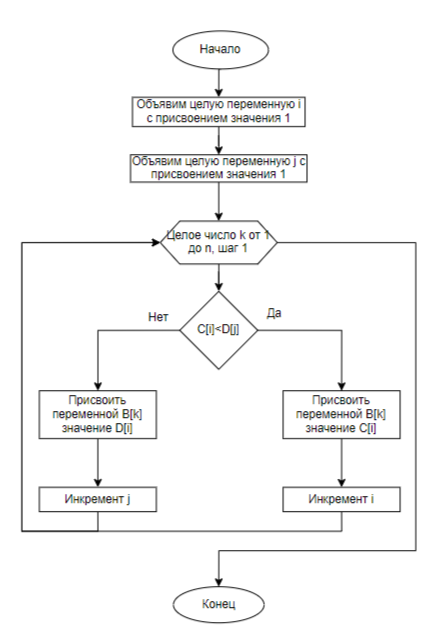 Начало
Объявим целую переменную i
с присвоением значения 1
Объявим целую переменную j с
присвоением значения 1
Целое число k от 1
до n, шаг 1
C[i]<D[j]
Нет
Да
Присвоить
переменной B[k]
значение D[i]
Присвоить
переменной B[k]
значение C[i]
Инкремент j
Инкремент i
Конец